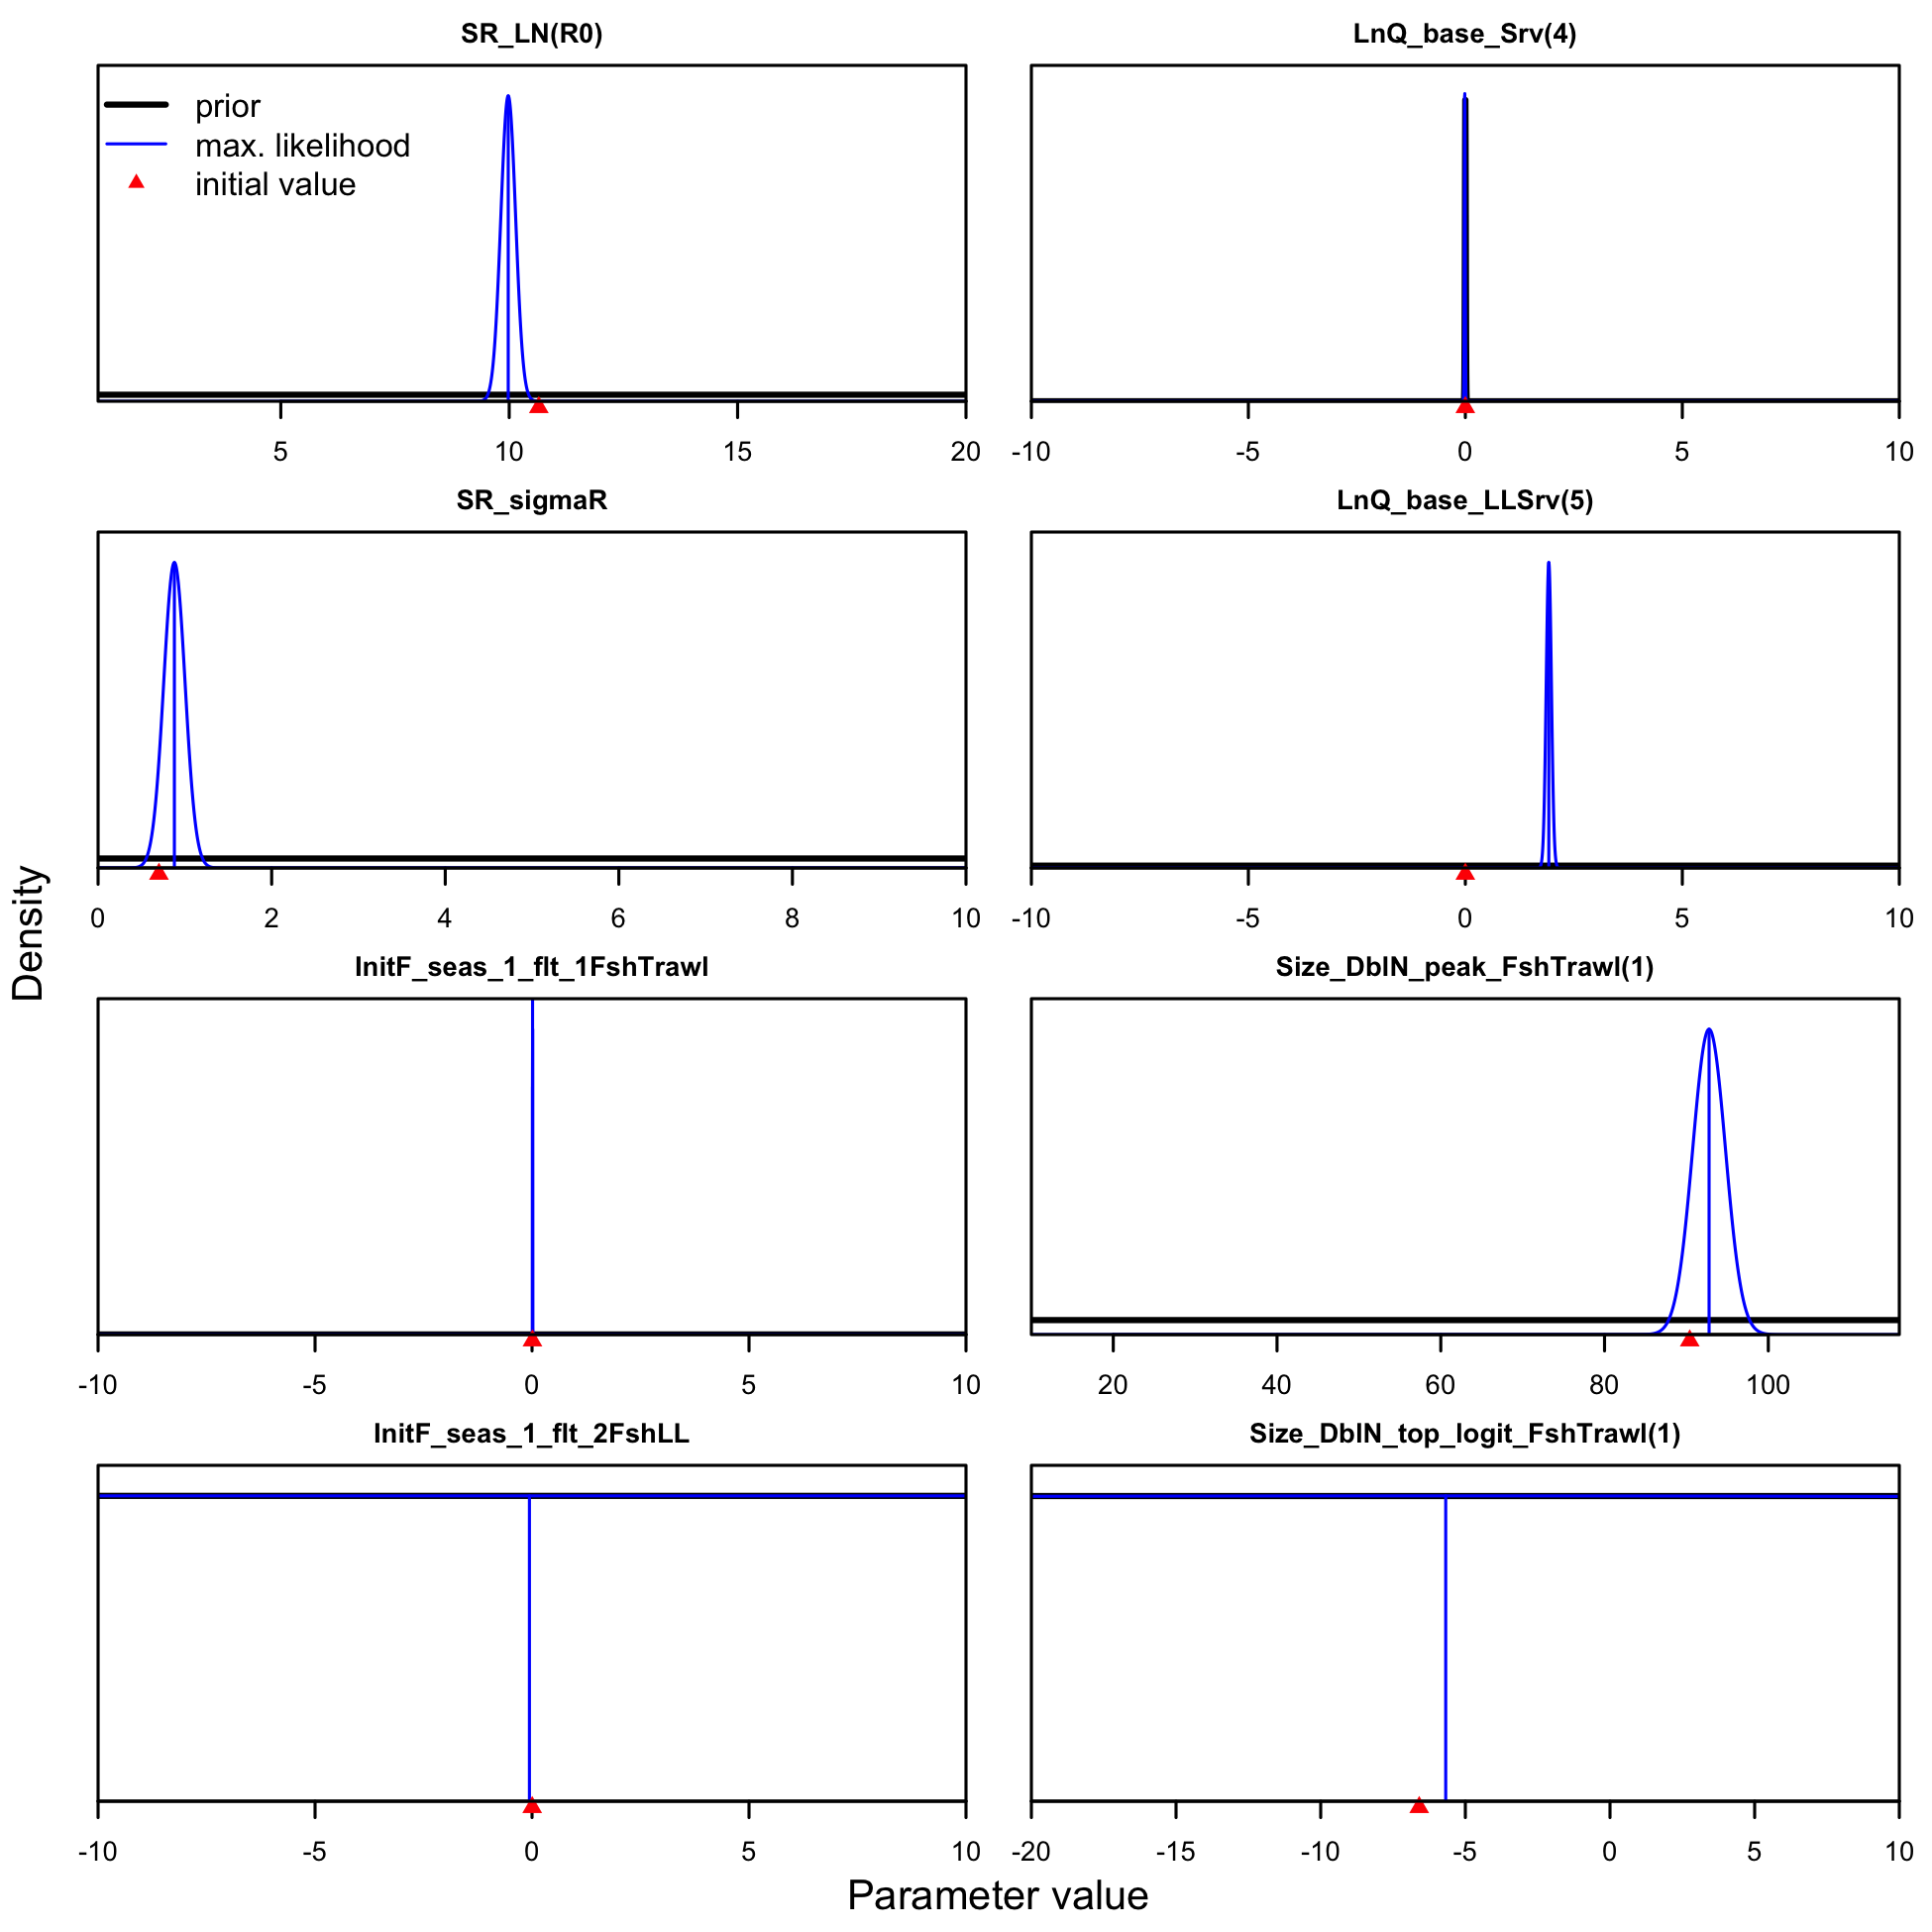 SR_LN(R0)
prior
max. likelihood
initial value
5 10 15 20
LnQ_base_Srv(4)
-10 -5 0 5 10
SR_sigmaR
0 2 4 6 8 10
LnQ_base_LLSrv(5)
-10 -5 0 5 10
InitF_seas_1_flt_1FshTrawl
-10 -5 0 5 10
Size_DblN_peak_FshTrawl(1)
20 40 60 80 100
InitF_seas_1_flt_2FshLL
-10 -5 0 5 10
Size_DblN_top_logit_FshTrawl(1)
-20 -15 -10 -5 0 5 10
Density
Parameter value